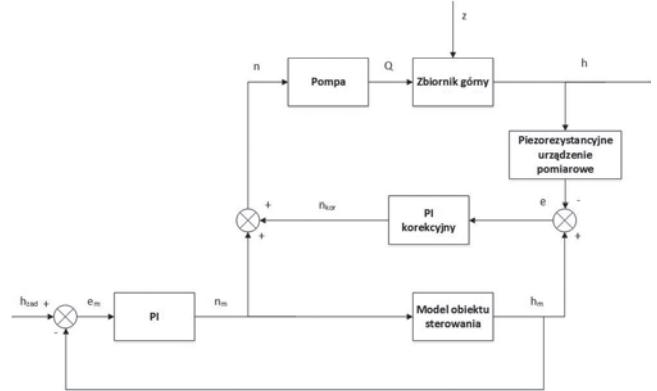 z
n
Q
h
Pompa
Zbiornik górny
Piezorezystancyjne
urządzenie
pomiarowe
+
n_kor
e
-
PI
korekcyjny
+
+
h_zad +
e_m
PI
n_m
Model obiektu
sterowania
h_m
-